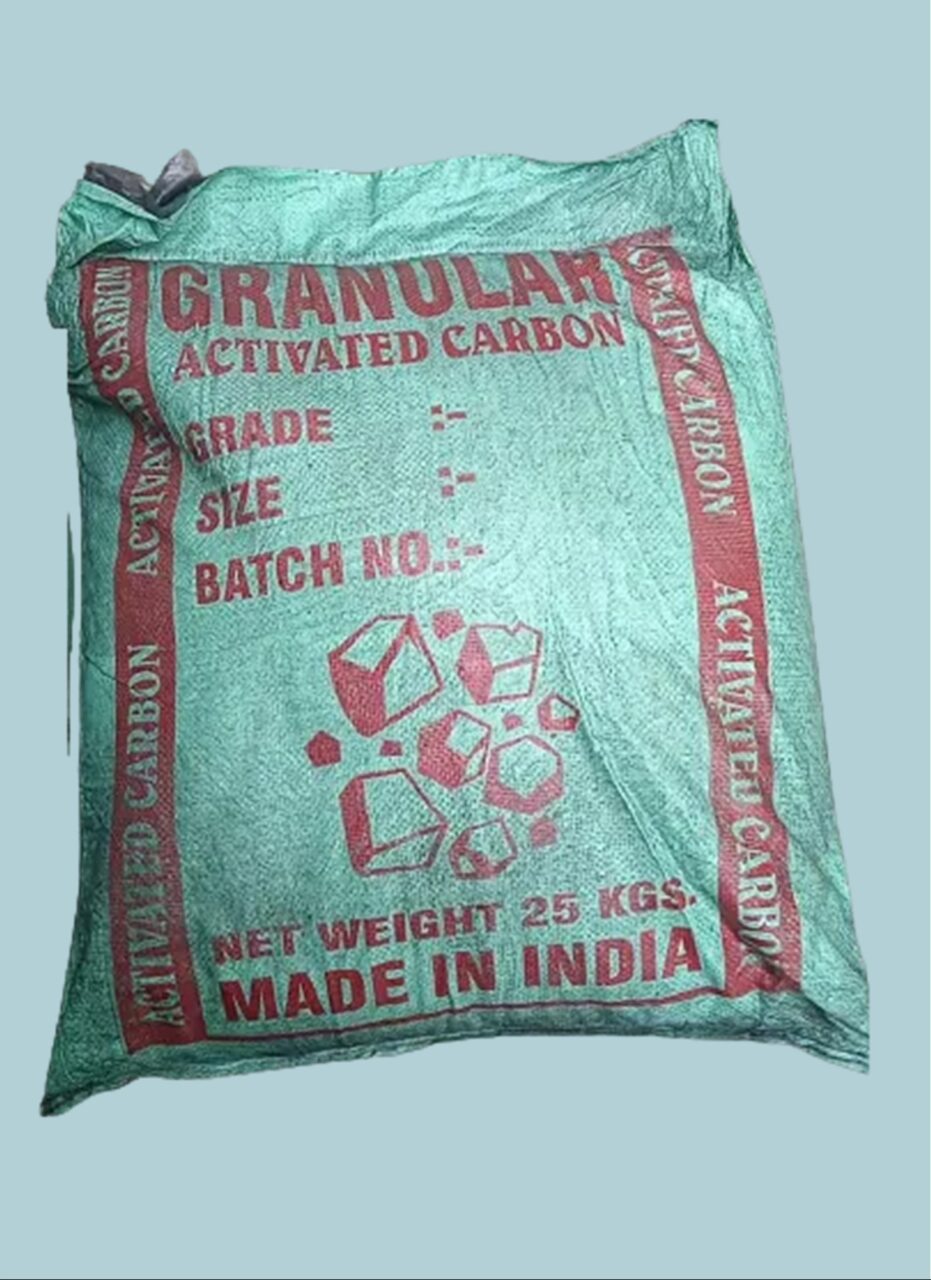 GRANULAR
ACTIVATED CARBON
GRADE :-
SIZE :-
BATCH NO.:-
NET WEIGHT 25 KGS.
MADE IN INDIA
ACTIVATED CARBON ACTIVATED CARBON
ACTIVATED CARBON ACTIVATED CARBON